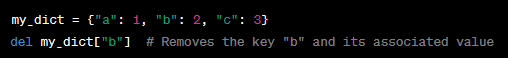 my_dict = {"a": 1, "b": 2, "c": 3}
del my_dict["b"]  # Removes the key "b" and its associated value